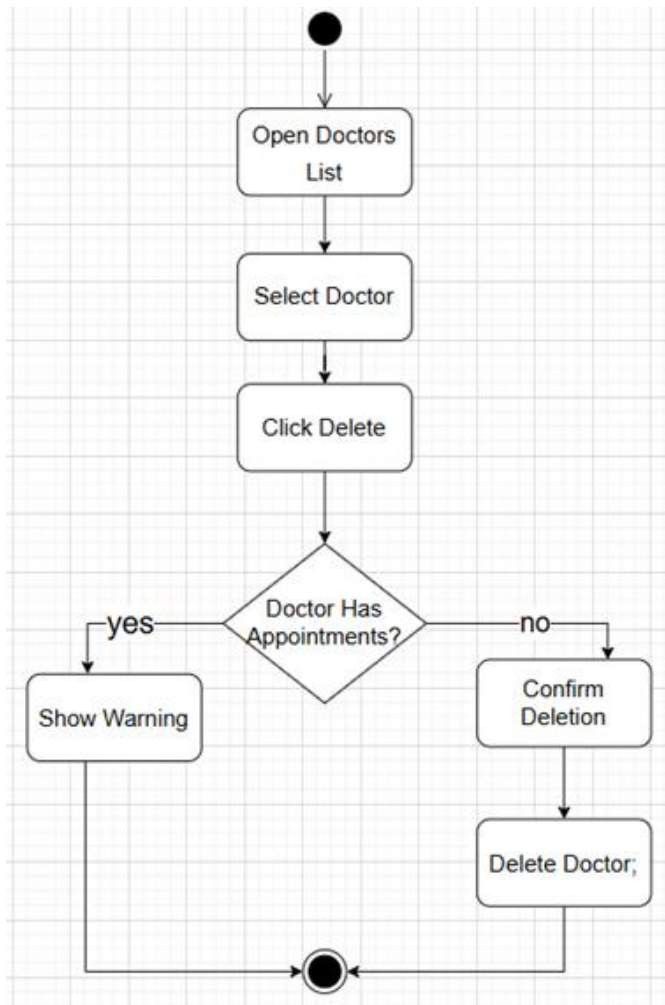 Open Doctors
List
Select Doctor
Click Delete
Doctor Has
Appointments?
yes
no
Show Warning
Confirm
Deletion
Delete Doctor;